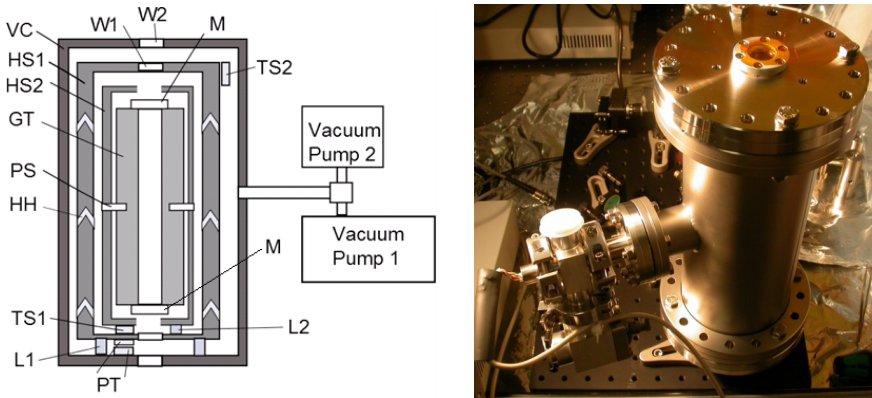 VC
W1
W2
M
HS1
TS2
HS2
GT
PS
HH
M
TS1
L2
L1
PT
Vacuum
Pump 2
Vacuum
Pump 1